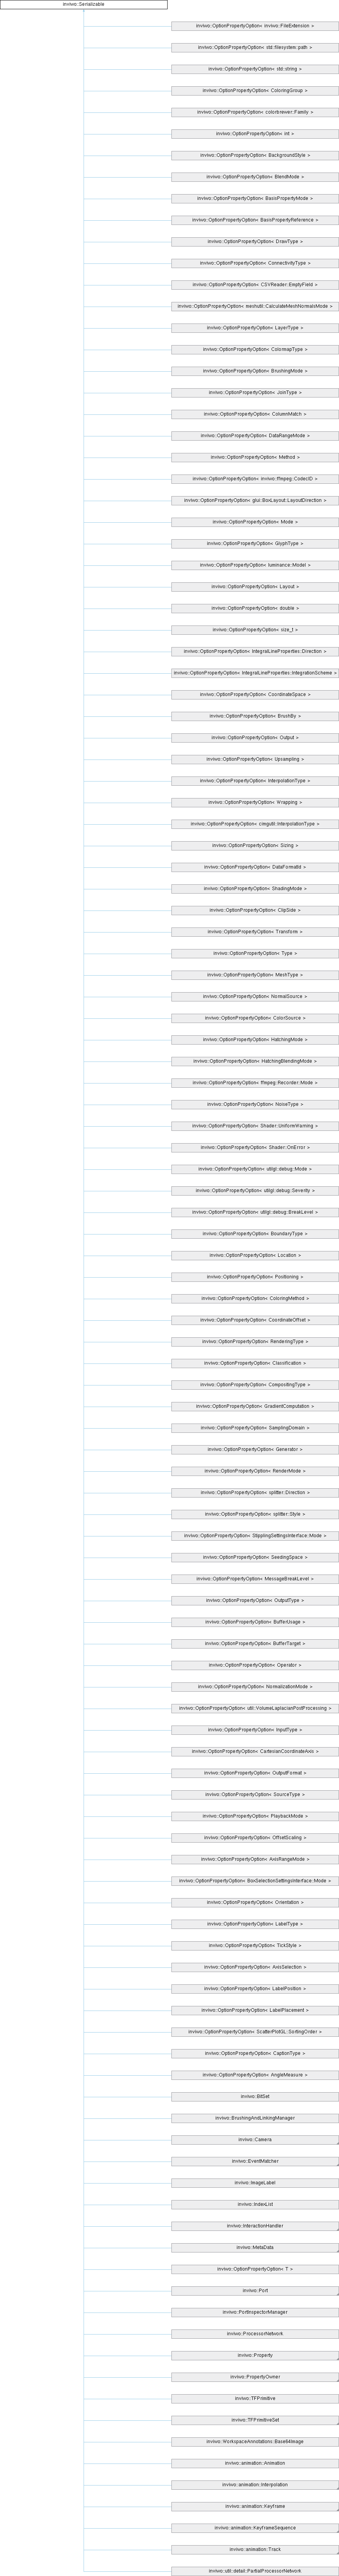 inviwo::Serializable
inviwo::OptionPropertyOption< inviwo::FileExtension >
inviwo::OptionPropertyOption< std::filesystem::path >
inviwo::OptionPropertyOption< std::string >
inviwo::OptionPropertyOption< ColoringGroup >
inviwo::OptionPropertyOption< colorbrewer::Family >
inviwo::OptionPropertyOption< int >
inviwo::OptionPropertyOption< BackgroundStyle >
inviwo::OptionPropertyOption< BlendMode >
inviwo::OptionPropertyOption< BasisPropertyMode >
inviwo::OptionPropertyOption< BasisPropertyReference >
inviwo::OptionPropertyOption< DrawType >
inviwo::OptionPropertyOption< ConnectivityType >
inviwo::OptionPropertyOption< CSVReader::EmptyField >
inviwo::OptionPropertyOption< meshutil::CalculateMeshNormalsMode >
inviwo::OptionPropertyOption< LayerType >
inviwo::OptionPropertyOption< ColormapType >
inviwo::OptionPropertyOption< BrushingMode >
inviwo::OptionPropertyOption< JoinType >
inviwo::OptionPropertyOption< ColumnMatch >
inviwo::OptionPropertyOption< DataRangeMode >
inviwo::OptionPropertyOption< Method >
inviwo::OptionPropertyOption< inviwo::ffmpeg::CodecID >
inviwo::OptionPropertyOption< glui::BoxLayout::LayoutDirection >
inviwo::OptionPropertyOption< Mode >
inviwo::OptionPropertyOption< GlyphType >
inviwo::OptionPropertyOption< luminance::Model >
inviwo::OptionPropertyOption< Layout >
inviwo::OptionPropertyOption< double >
inviwo::OptionPropertyOption< size_t >
inviwo::OptionPropertyOption< IntegralLineProperties::Direction >
inviwo::OptionPropertyOption< IntegralLineProperties::IntegrationScheme >
inviwo::OptionPropertyOption< CoordinateSpace >
inviwo::OptionPropertyOption< BrushBy >
inviwo::OptionPropertyOption< Output >
inviwo::OptionPropertyOption< Upsampling >
inviwo::OptionPropertyOption< InterpolationType >
inviwo::OptionPropertyOption< Wrapping >
inviwo::OptionPropertyOption< cimgutil::InterpolationType >
inviwo::OptionPropertyOption< Sizing >
inviwo::OptionPropertyOption< DataFormatId >
inviwo::OptionPropertyOption< ShadingMode >
inviwo::OptionPropertyOption< ClipSide >
inviwo::OptionPropertyOption< Transform >
inviwo::OptionPropertyOption< Type >
inviwo::OptionPropertyOption< MeshType >
inviwo::OptionPropertyOption< NormalSource >
inviwo::OptionPropertyOption< ColorSource >
inviwo::OptionPropertyOption< HatchingMode >
inviwo::OptionPropertyOption< HatchingBlendingMode >
inviwo::OptionPropertyOption< ffmpeg::Recorder::Mode >
inviwo::OptionPropertyOption< NoiseType >
inviwo::OptionPropertyOption< Shader::UniformWarning >
inviwo::OptionPropertyOption< Shader::OnError >
inviwo::OptionPropertyOption< utilgl::debug::Mode >
inviwo::OptionPropertyOption< utilgl::debug::Severity >
inviwo::OptionPropertyOption< utilgl::debug::BreakLevel >
inviwo::OptionPropertyOption< BoundaryType >
inviwo::OptionPropertyOption< Location >
inviwo::OptionPropertyOption< Positioning >
inviwo::OptionPropertyOption< ColoringMethod >
inviwo::OptionPropertyOption< CoordinateOffset >
inviwo::OptionPropertyOption< RenderingType >
inviwo::OptionPropertyOption< Classification >
inviwo::OptionPropertyOption< CompositingType >
inviwo::OptionPropertyOption< GradientComputation >
inviwo::OptionPropertyOption< SamplingDomain >
inviwo::OptionPropertyOption< Generator >
inviwo::OptionPropertyOption< RenderMode >
inviwo::OptionPropertyOption< splitter::Direction >
inviwo::OptionPropertyOption< splitter::Style >
inviwo::OptionPropertyOption< StipplingSettingsInterface::Mode >
inviwo::OptionPropertyOption< SeedingSpace >
inviwo::OptionPropertyOption< MessageBreakLevel >
inviwo::OptionPropertyOption< OutputType >
inviwo::OptionPropertyOption< BufferUsage >
inviwo::OptionPropertyOption< BufferTarget >
inviwo::OptionPropertyOption< Operator >
inviwo::OptionPropertyOption< NormalizationMode >
inviwo::OptionPropertyOption< util::VolumeLaplacianPostProcessing >
inviwo::OptionPropertyOption< InputType >
inviwo::OptionPropertyOption< CartesianCoordinateAxis >
inviwo::OptionPropertyOption< OutputFormat >
inviwo::OptionPropertyOption< SourceType >
inviwo::OptionPropertyOption< PlaybackMode >
inviwo::OptionPropertyOption< OffsetScaling >
inviwo::OptionPropertyOption< AxisRangeMode >
inviwo::OptionPropertyOption< BoxSelectionSettingsInterface::Mode >
inviwo::OptionPropertyOption< Orientation >
inviwo::OptionPropertyOption< LabelType >
inviwo::OptionPropertyOption< TickStyle >
inviwo::OptionPropertyOption< AxisSelection >
inviwo::OptionPropertyOption< LabelPosition >
inviwo::OptionPropertyOption< LabelPlacement >
inviwo::OptionPropertyOption< ScatterPlotGL::SortingOrder >
inviwo::OptionPropertyOption< CaptionType >
inviwo::OptionPropertyOption< AngleMeasure >
inviwo::BitSet
inviwo::BrushingAndLinkingManager
inviwo::Camera
inviwo::EventMatcher
inviwo::ImageLabel
inviwo::IndexList
inviwo::InteractionHandler
inviwo::MetaData
inviwo::OptionPropertyOption< T >
inviwo::Port
inviwo::PortInspectorManager
inviwo::ProcessorNetwork
inviwo::Property
inviwo::PropertyOwner
inviwo::TFPrimitive
inviwo::TFPrimitiveSet
inviwo::WorkspaceAnnotations::Base64Image
inviwo::animation::Animation
inviwo::animation::Interpolation
inviwo::animation::Keyframe
inviwo::animation::KeyframeSequence
inviwo::animation::Track
inviwo::util::detail::PartialProcessorNetwork